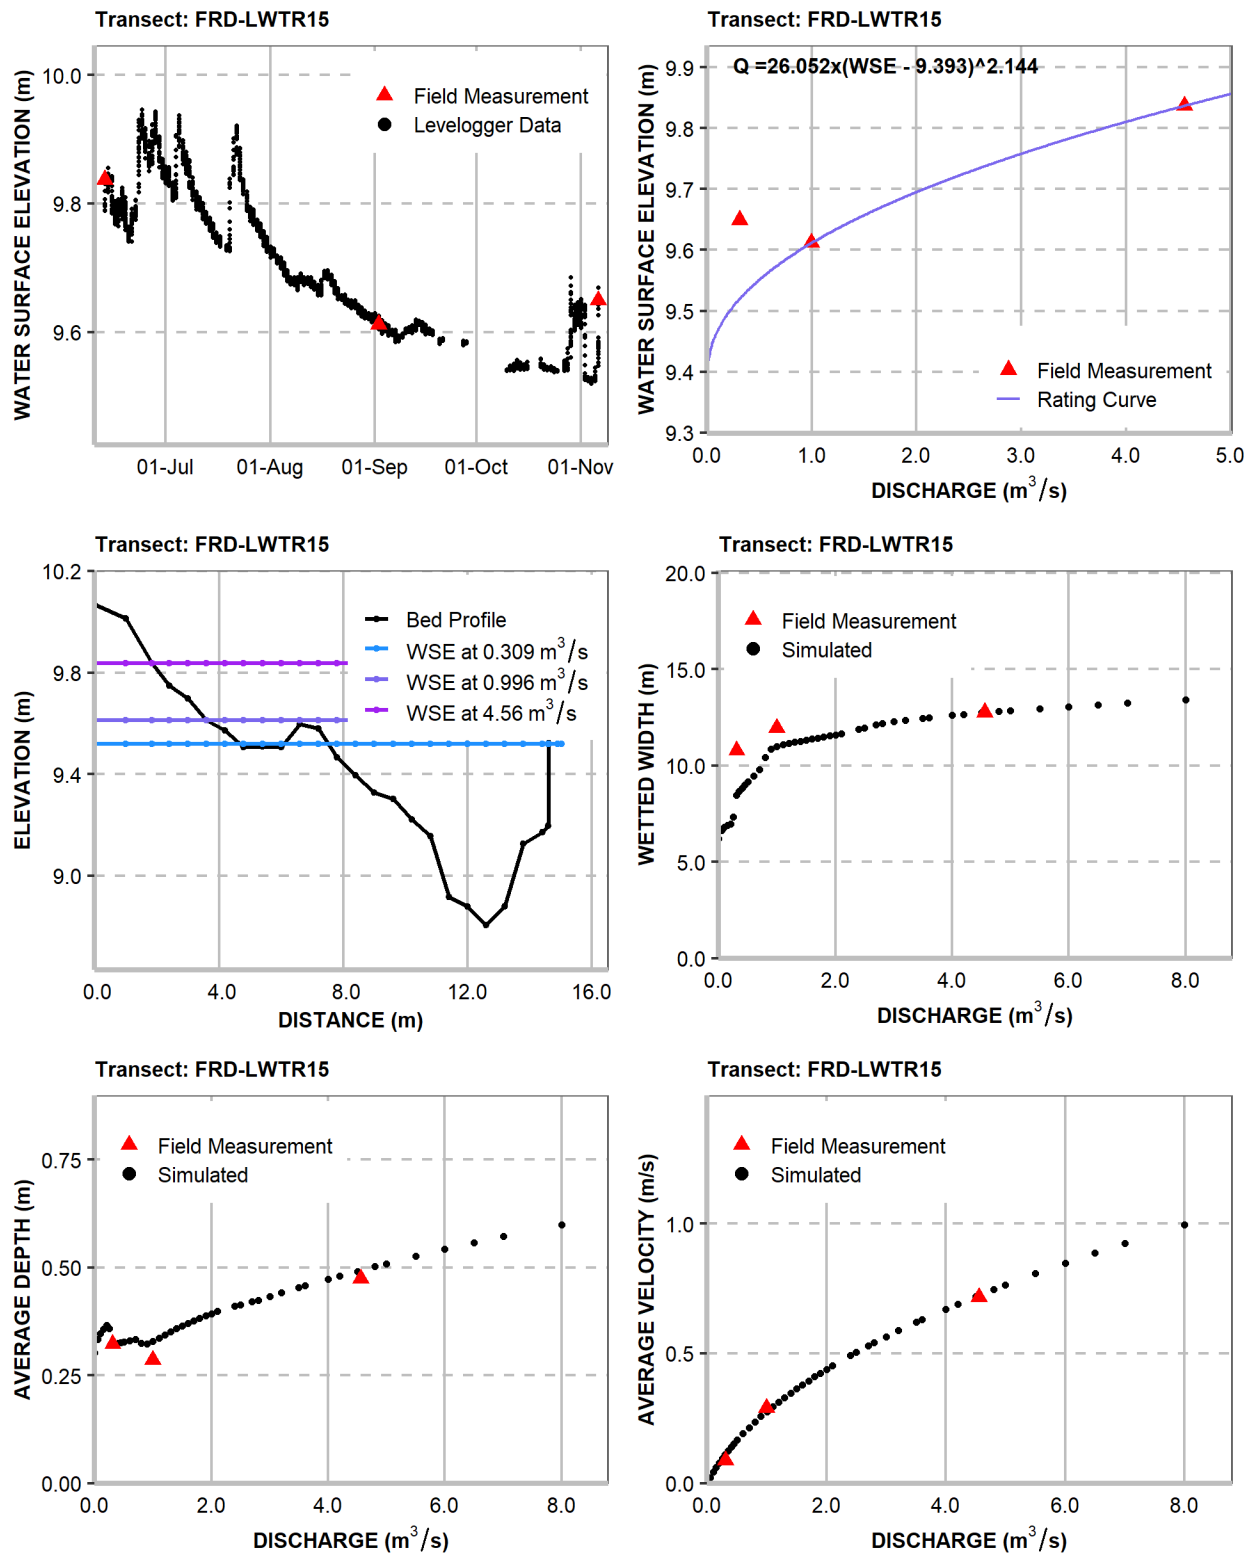 Transect: FRD-LWTR15
WATER SURFACE ELEVATION (m)
10.0
9.8
9.6
Field Measurement
Levelogger Data
01-Jul
01-Aug
01-Sep
01-Oct
01-Nov
Transect: FRD-LWTR15
Q =26.052x(WSE - 9.393)^2.144
WATER SURFACE ELEVATION (m)
9.9
9.8
9.7
9.6
9.5
9.4
9.3
Field Measurement
Rating Curve
0.0
1.0
2.0
3.0
4.0
5.0
DISCHARGE (m³/s)
Transect: FRD-LWTR15
ELEVATION (m)
10.2
9.8
9.4
9.0
Bed Profile
WSE at 0.309 m³/s
WSE at 0.996 m³/s
WSE at 4.56 m³/s
0.0
4.0
8.0
12.0
16.0
DISTANCE (m)
Transect: FRD-LWTR15
WETTED WIDTH (m)
20.0
15.0
10.0
5.0
0.0
Field Measurement
Simulated
0.0
2.0
4.0
6.0
8.0
DISCHARGE (m³/s)
Transect: FRD-LWTR15
AVERAGE DEPTH (m)
0.75
0.50
0.25
0.00
Field Measurement
Simulated
0.0
2.0
4.0
6.0
8.0
DISCHARGE (m³/s)
Transect: FRD-LWTR15
AVERAGE VELOCITY (m/s)
1.0
0.5
0.0
Field Measurement
Simulated
0.0
2.0
4.0
6.0
8.0
DISCHARGE (m³/s)